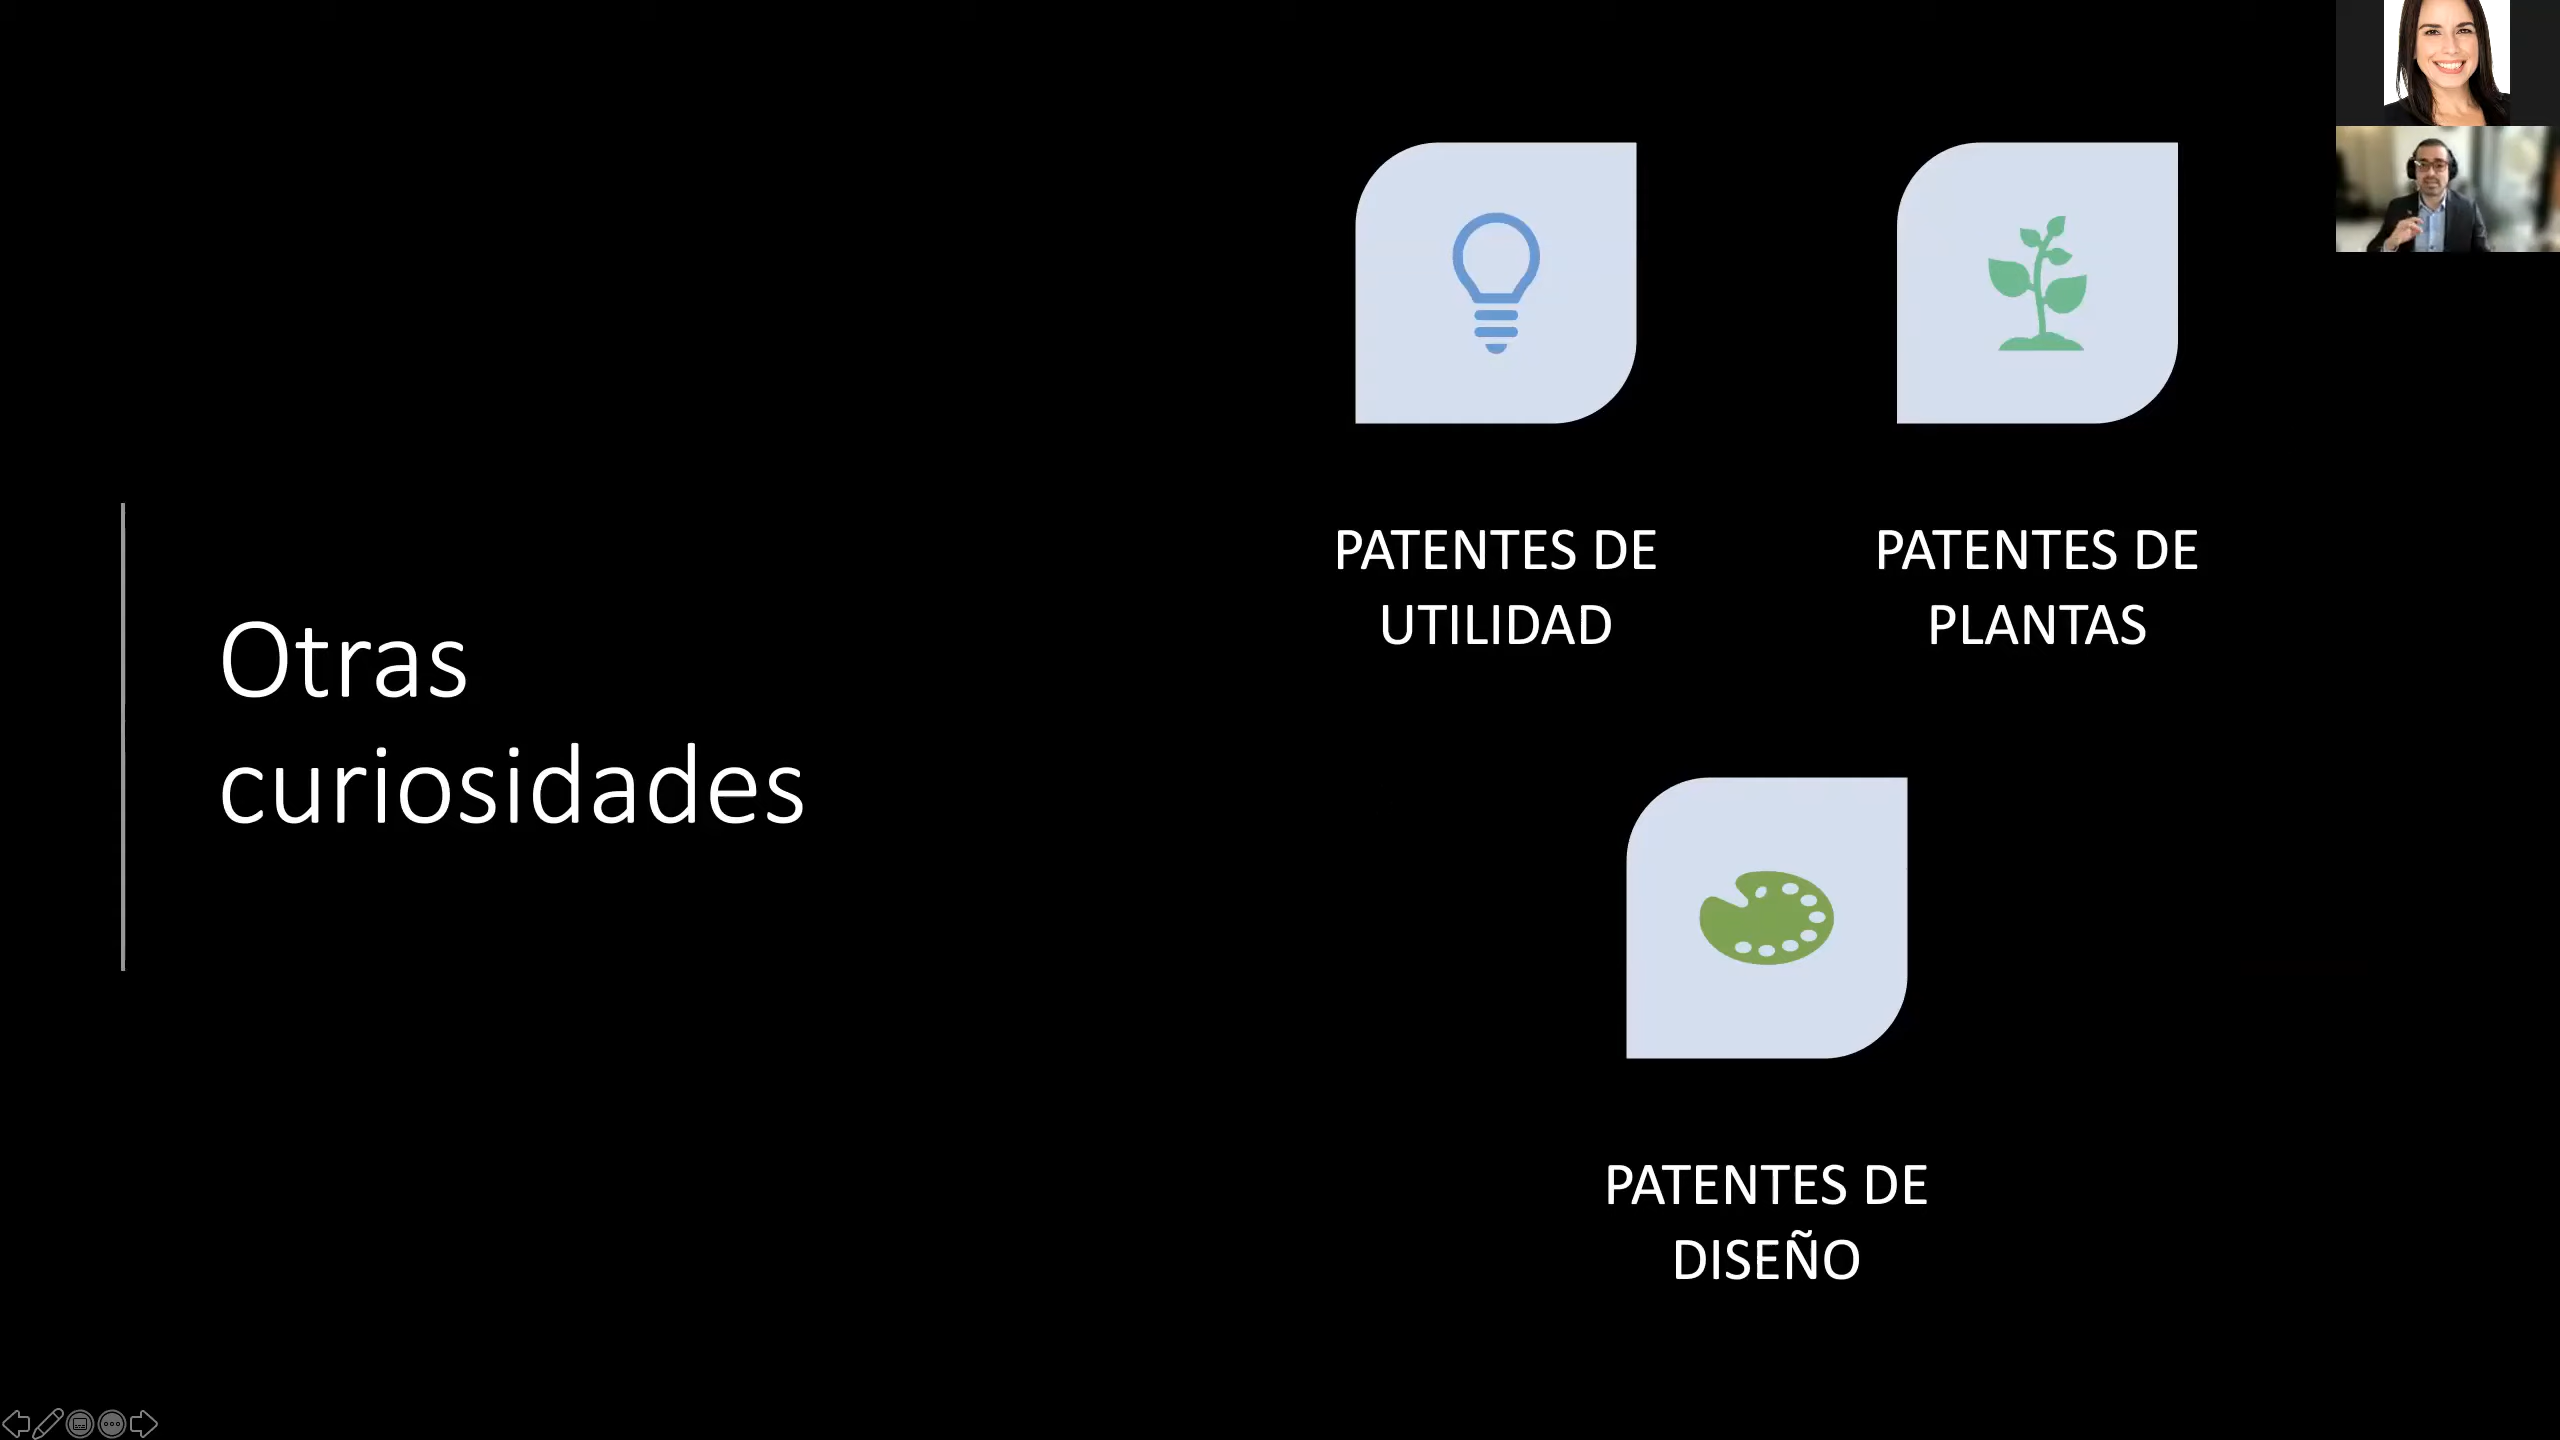 Otras
curiosidades
PATENTES DE
UTILIDAD
PATENTES DE
PLANTAS
PATENTES DE
DISEÑO